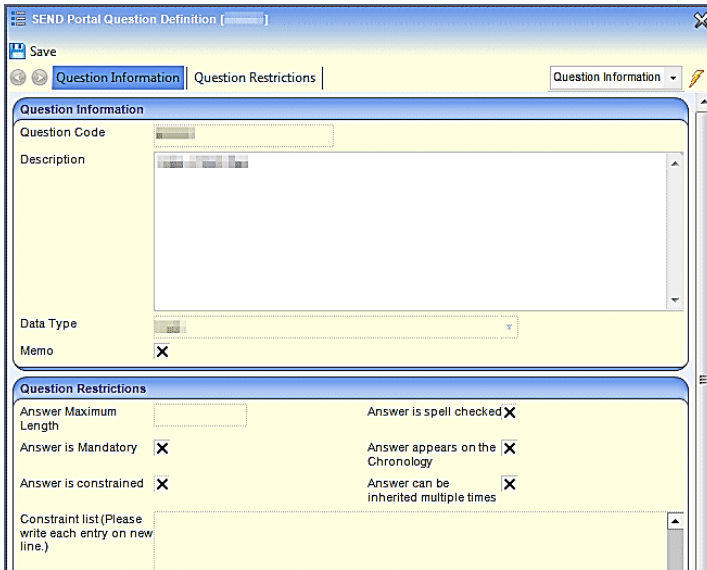 SEND Portal Question Definition [ ]
Save
Question Information Question Restrictions Question Information
Question Information
Question Code
Description
Data Type
Memo
Question Restrictions
Answer Maximum Answer is spell checked
Length
Answer is Mandatory Answer appears on the
Chronology
Answer is constrained Answer can be
inherited multiple times
Constraint list (Please
write each entry on new
line.)